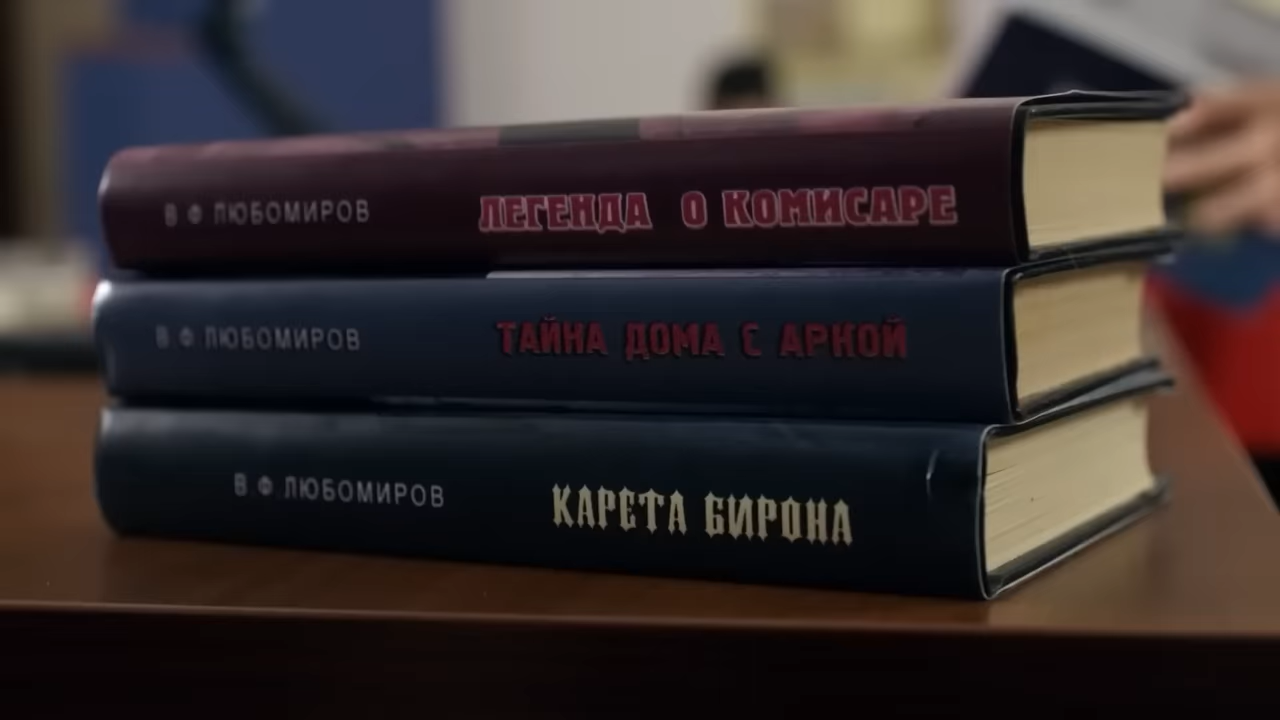 В Ф ЛЮБОМИРОВ ЛЕГЕНДА О КОМИСАРЕ
В Ф ЛЮБОМИРОВ ТАЙНА ДОМА С АРКОЙ
В Ф ЛЮБОМИРОВ КАРЕТА БИРОНА